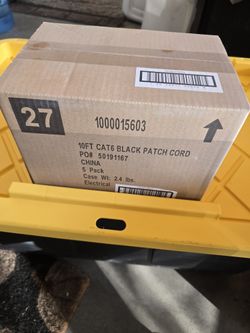 27
1000015603
10FT CAT6 BLACK PATCH CORD
PO# 50191167
CHINA
5 Pack
Case Wt: 2.4 lbs.
Electrical